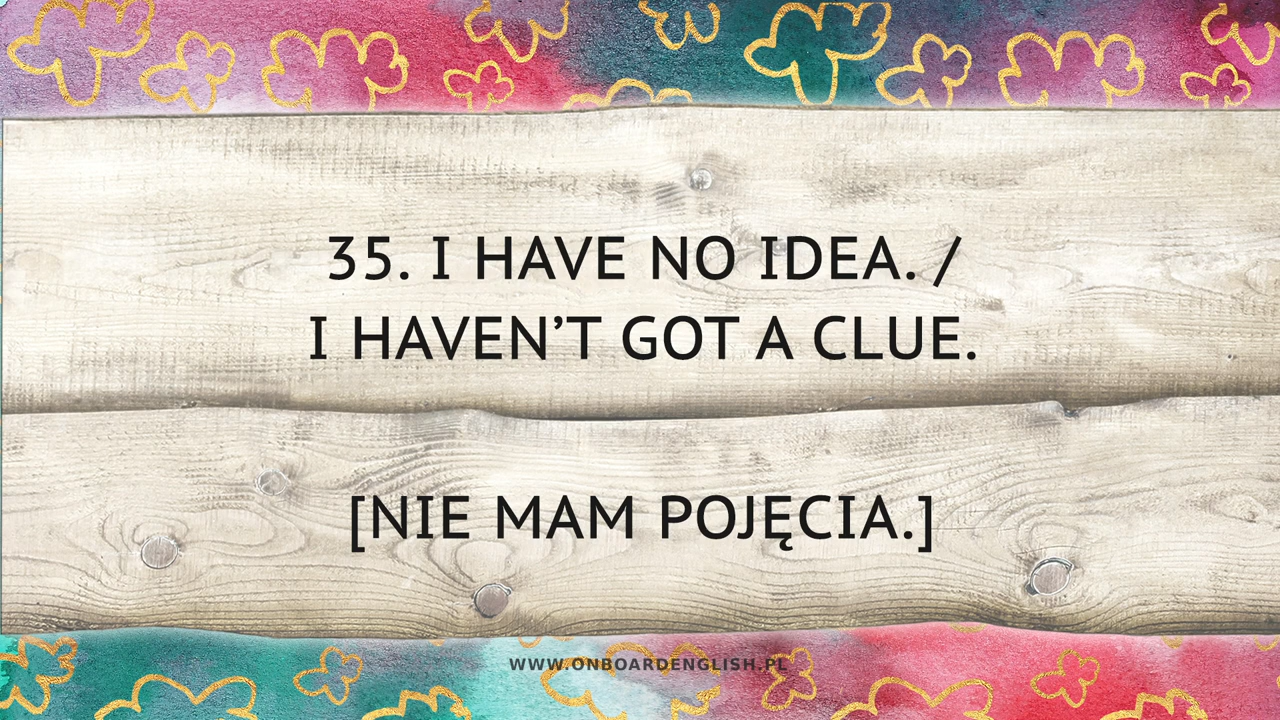 35. I HAVE NO IDEA. /
I HAVEN’T GOT A CLUE.
[NIE MAM POJĘCIA.]
WWW.ONBOARDENGLISH.PL